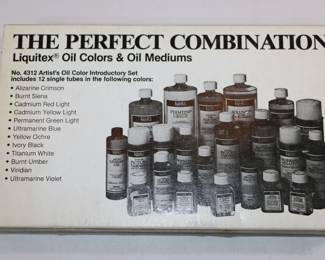 THE PERFECT COMBINATION
Liquitex® Oil Colors & Oil Mediums
No. 4312 Artist's Oil Color Introductory Set
includes 12 single tubes in the following colors:
• Alizarine Crimson
• Burnt Siena
• Cadmium Red Light
• Cadmium Yellow Light
• Permanent Green Light
• Ultramarine Blue
• Yellow Ochre
• Ivory Black
• Titanium White
• Burnt Umber
• Viridian
• Ultramarine Violet